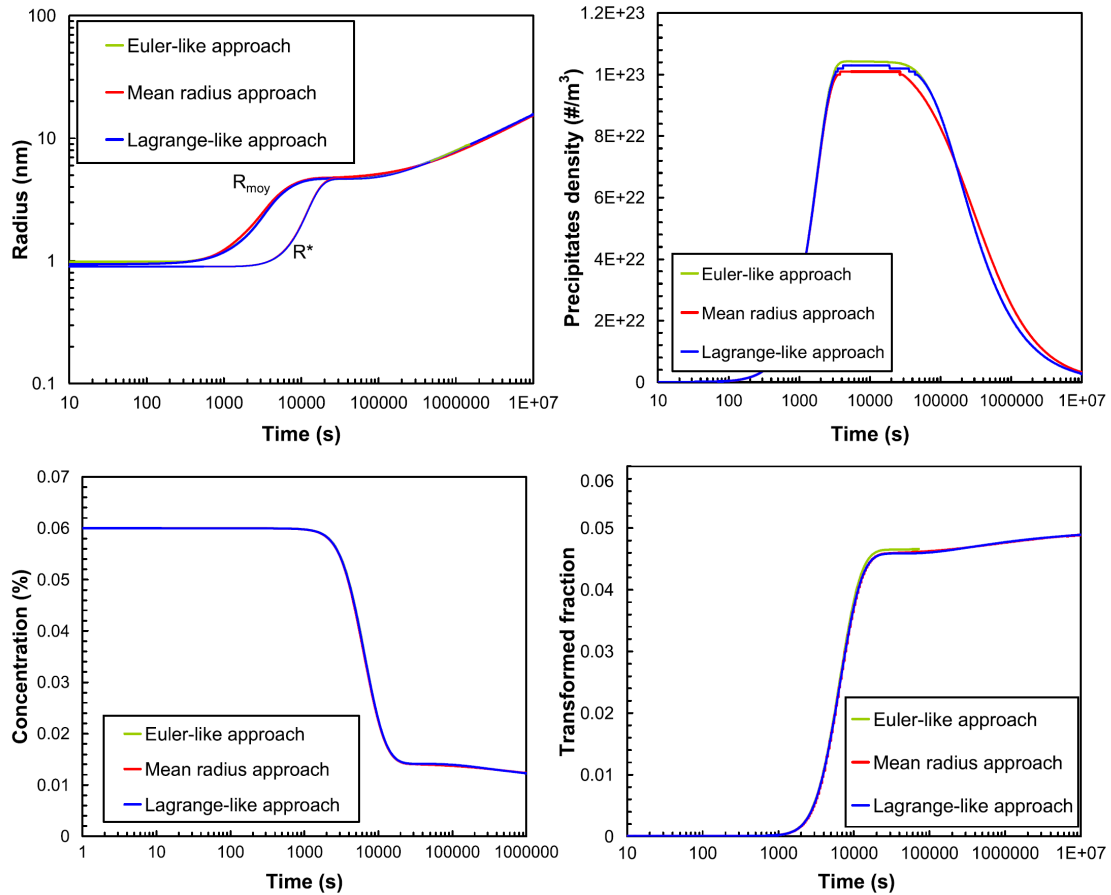 100
10
1
0.1
Radius (nm)
Euler-like approach
Mean radius approach
Lagrange-like approach
Rmoy
R*
10 100 1000 10000 100000 1000000 1E+07
Time (s)
1.2E+23
1E+23
8E+22
6E+22
4E+22
2E+22
0
Precipitates density (#/m³)
Euler-like approach
Mean radius approach
Lagrange-like approach
10 100 1000 10000 100000 1000000 1E+07
Time (s)
0.07
0.06
0.05
0.04
0.03
0.02
0.01
0
Concentration (%)
Euler-like approach
Mean radius approach
Lagrange-like approach
1 10 100 1000 10000 100000 1000000
Time (s)
0.06
0.05
0.04
0.03
0.02
0.01
0
Transformed fraction
Euler-like approach
Mean radius approach
Lagrange-like approach
10 100 1000 10000 100000 1000000 1E+07
Time (s)